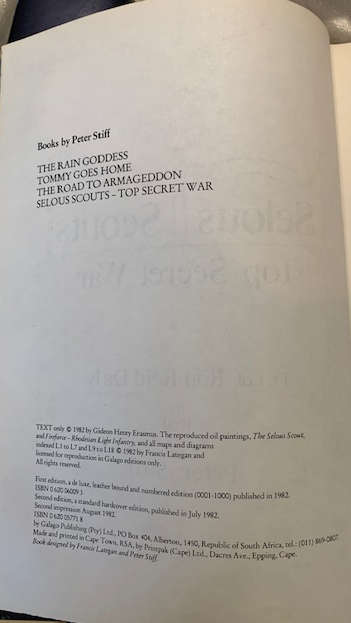 Books by Peter Stiff
THE RAIN GODDESS
TOMMY GOES HOME
THE ROAD TO ARMAGEDDON
SELOUS SCOUTS – TOP SECRET WAR
TEXT only © 1982 by Gideon Henry Erasmus. The reproduced oil paintings, The Selous Scout,
and Fireforce – Rhodesian Light Infantry, and all maps and diagrams
indexed L1 to L7 and L9 to L18 © 1982 by Francis Lategan and
licensed for reproduction in Galago editions only.
All rights reserved.
First edition, a de luxe, leather bound and numbered edition (0001-1000) published in 1982.
ISBN 0 620 06009 3
Second edition, a standard hardcover edition, published in July 1982.
Second impression August 1982.
ISBN 0 620 05771 8
by Galago Publishing (Pty) Ltd., PO Box 404, Alberton, 1450, Republic of South Africa, tel.: (011) 869-0807
Made and printed in Cape Town, RSA, by Printpak (Cape) Ltd., Dacres Ave., Epping, Cape.
Book designed by Francis Lategan and Peter Stiff.